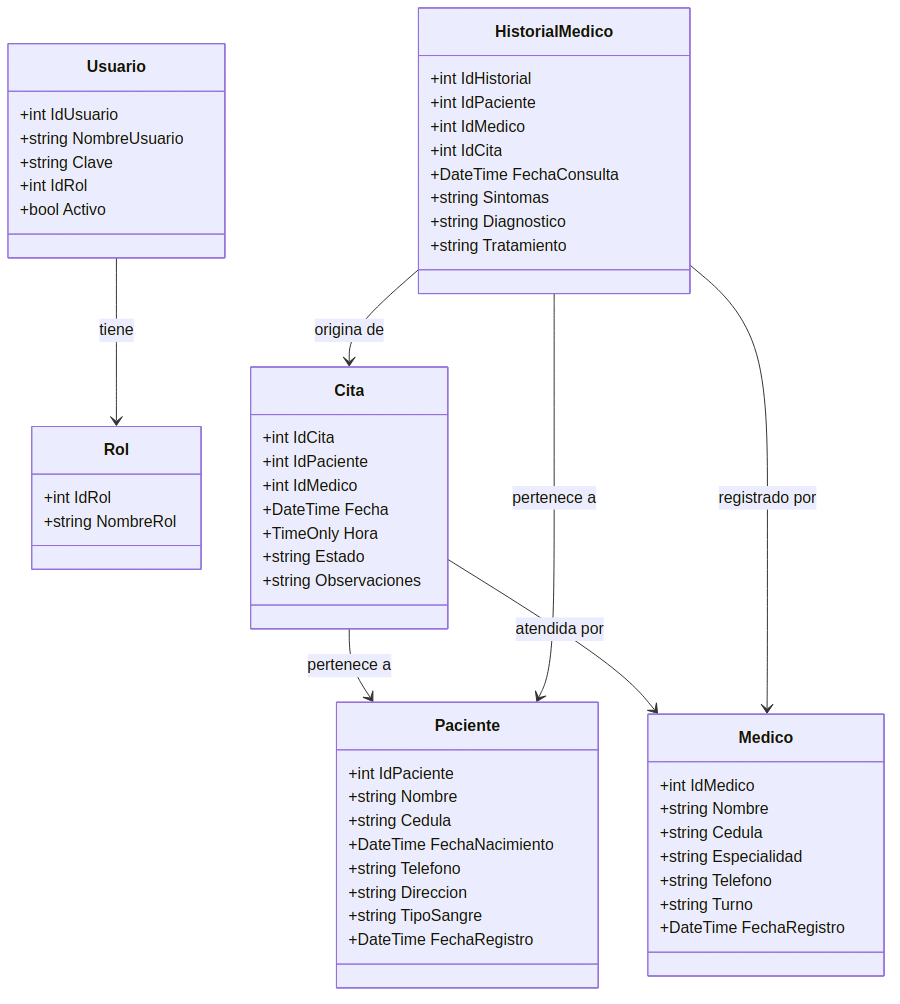 Usuario
+int IdUsuario
+string NombreUsuario
+string Clave
+int IdRol
+bool Activo
tiene
Rol
+int IdRol
+string NombreRol
HistorialMedico
+int IdHistorial
+int IdPaciente
+int IdMedico
+int IdCita
+DateTime FechaConsulta
+string Sintomas
+string Diagnostico
+string Tratamiento
origina de
pertenece a
registrado por
Cita
+int IdCita
+int IdPaciente
+int IdMedico
+DateTime Fecha
+TimeOnly Hora
+string Estado
+string Observaciones
pertenece a
atendida por
Paciente
+int IdPaciente
+string Nombre
+string Cedula
+DateTime FechaNacimiento
+string Telefono
+string Direccion
+string TipoSangre
+DateTime FechaRegistro
Medico
+int IdMedico
+string Nombre
+string Cedula
+string Especialidad
+string Telefono
+string Turno
+DateTime FechaRegistro